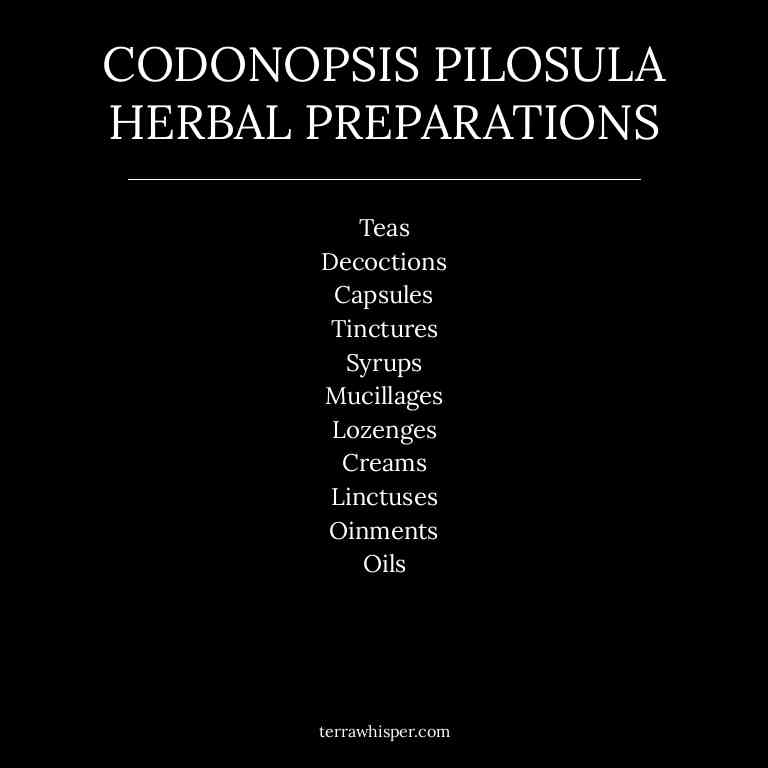 CODONOPSIS PILOSULA
HERBAL PREPARATIONS
Teas
Decoctions
Capsules
Tinctures
Syrups
Mucillages
Lozenges
Creams
Linctuses
Oinments
Oils
terrawhisper.com